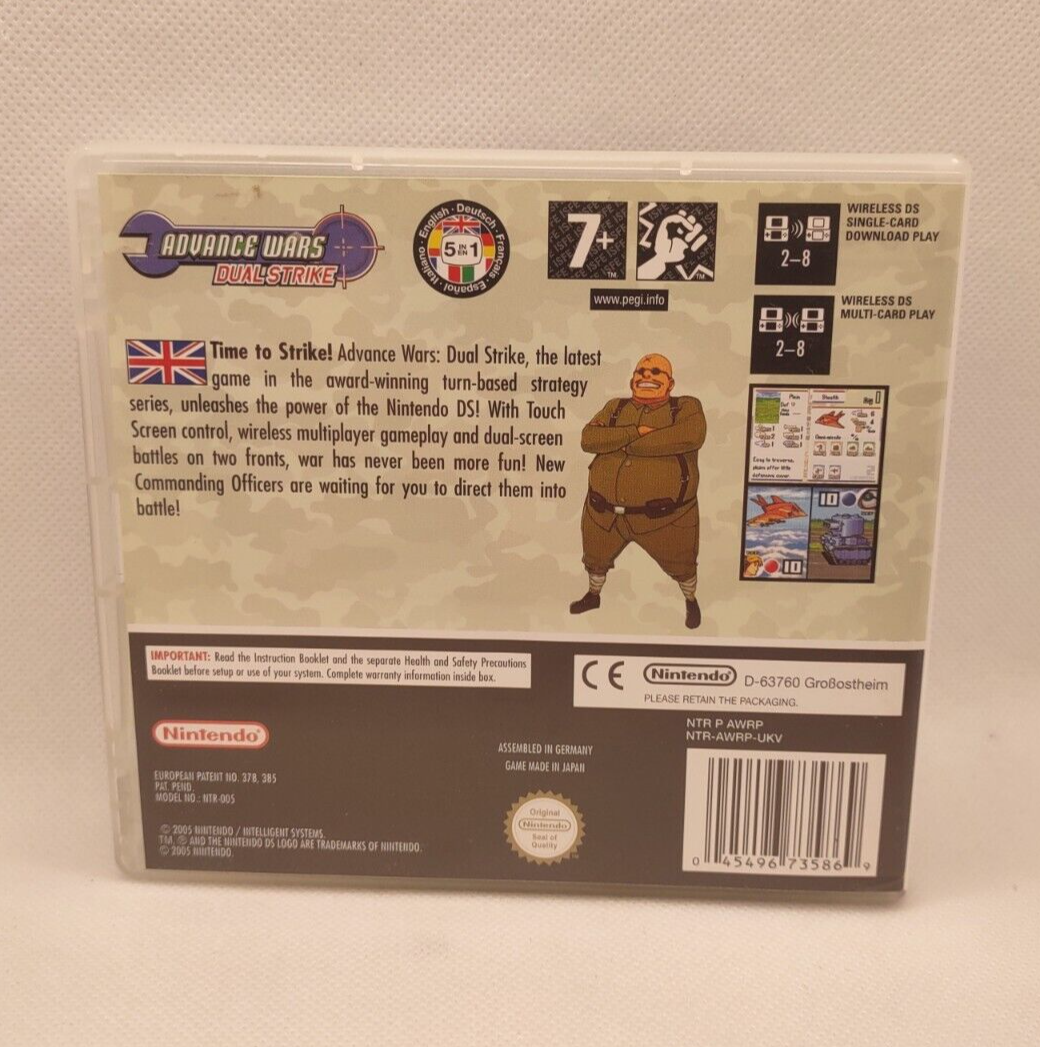 ADVANCE WARS
DUAL STRIKE
English · Deutsch · Français · Español · Italiano ·
5 IN EN 1
7+
TM
TM
www.pegi.info
2–8
WIRELESS DS
SINGLE-CARD
DOWNLOAD PLAY
2–8
WIRELESS DS
MULTI-CARD PLAY
Time to Strike! Advance Wars: Dual Strike, the latest
game in the award-winning turn-based strategy
series, unleashes the power of the Nintendo DS! With Touch
Screen control, wireless multiplayer gameplay and dual-screen
battles on two fronts, war has never been more fun! New
Commanding Officers are waiting for you to direct them into
battle!
10
10
IMPORTANT: Read the Instruction Booklet and the separate Health and Safety Precautions
Booklet before setup or use of your system. Complete warranty information inside box.
CE Nintendo® D-63760 Großostheim
PLEASE RETAIN THE PACKAGING.
NTR P AWRP
NTR-AWRP-UKV
Nintendo®
ASSEMBLED IN GERMANY
GAME MADE IN JAPAN
EUROPEAN PATENT NO. 378, 385
PAT. PEND.
MODEL NO.: NTR-005
Original
Nintendo
Seal of
Quality
© 2005 NINTENDO / INTELLIGENT SYSTEMS.
TM, ® AND THE NINTENDO DS LOGO ARE TRADEMARKS OF NINTENDO.
© 2005 NINTENDO.
0 45496 73586 9